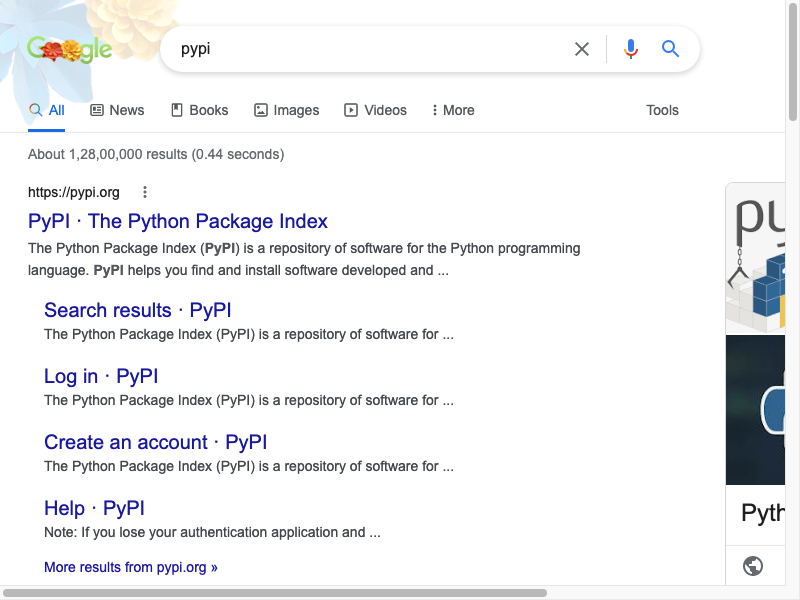 Google
pypi
All
News
Books
Images
Videos
More
Tools
About 1,28,00,000 results (0.44 seconds)
https://pypi.org
PyPI · The Python Package Index
The Python Package Index (PyPI) is a repository of software for the Python programming
language. PyPI helps you find and install software developed and ...
Search results · PyPI
The Python Package Index (PyPI) is a repository of software for ...
Log in · PyPI
The Python Package Index (PyPI) is a repository of software for ...
Create an account · PyPI
The Python Package Index (PyPI) is a repository of software for ...
Help · PyPI
Note: If you lose your authentication application and ...
More results from pypi.org »
py
Pyth